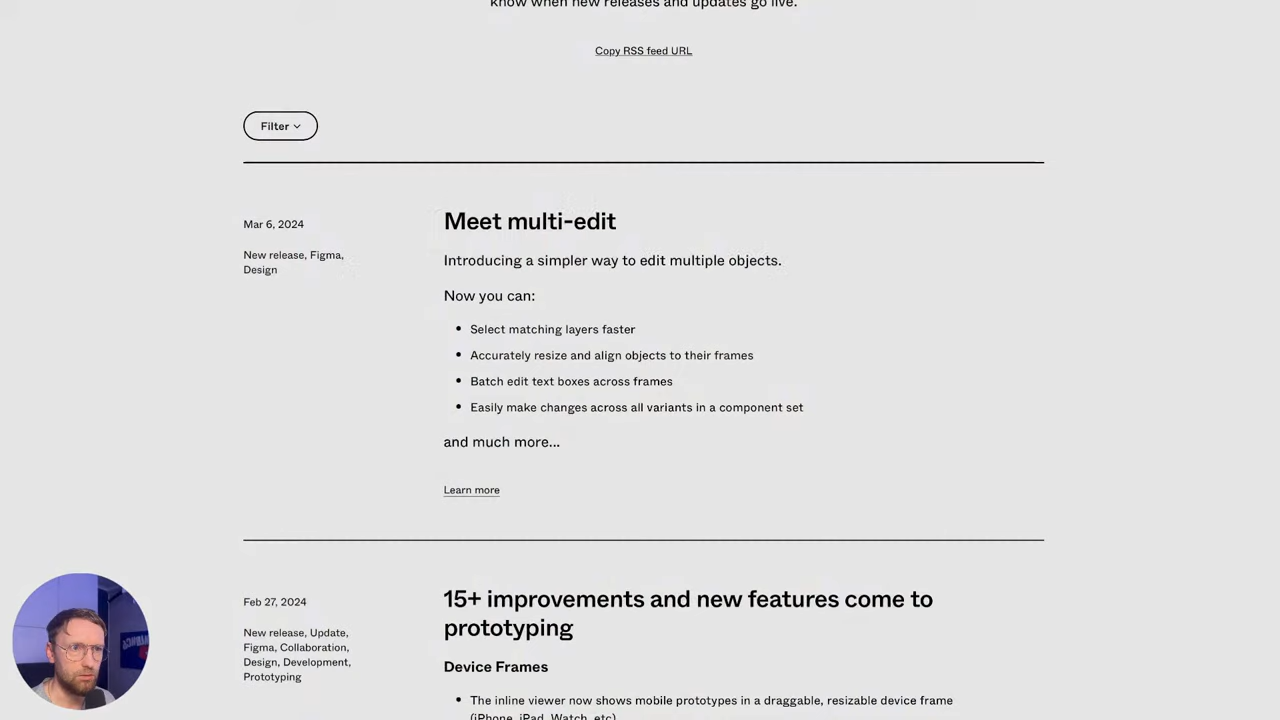 know when new releases and updates go live.
Copy RSS feed URL
Filter
Mar 6, 2024
New release, Figma,
Design
Meet multi-edit
Introducing a simpler way to edit multiple objects.
Now you can:
• Select matching layers faster
• Accurately resize and align objects to their frames
• Batch edit text boxes across frames
• Easily make changes across all variants in a component set
and much more...
Learn more
Feb 27, 2024
New release, Update,
Figma, Collaboration,
Design, Development,
Prototyping
15+ improvements and new features come to
prototyping
Device Frames
• The inline viewer now shows mobile prototypes in a draggable, resizable device frame
(iPhone, iPad, Watch, etc)